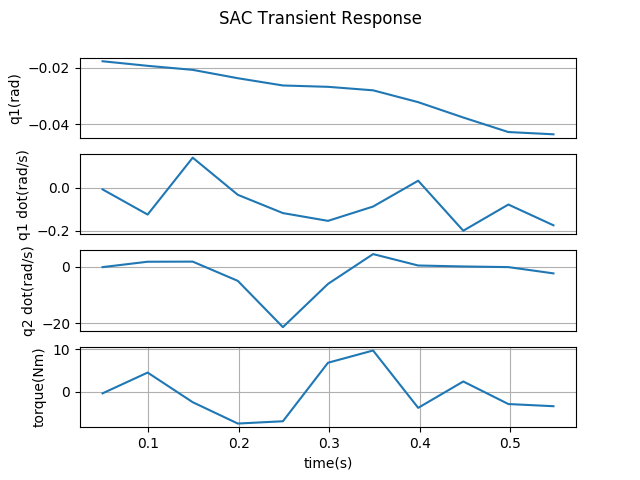 SAC Transient Response
q1(rad)
−0.02
−0.04
q1 dot(rad/s)
0.0
−0.2
q2 dot(rad/s)
0
−20
torque(Nm)
10
0
0.1 0.2 0.3 0.4 0.5
time(s)